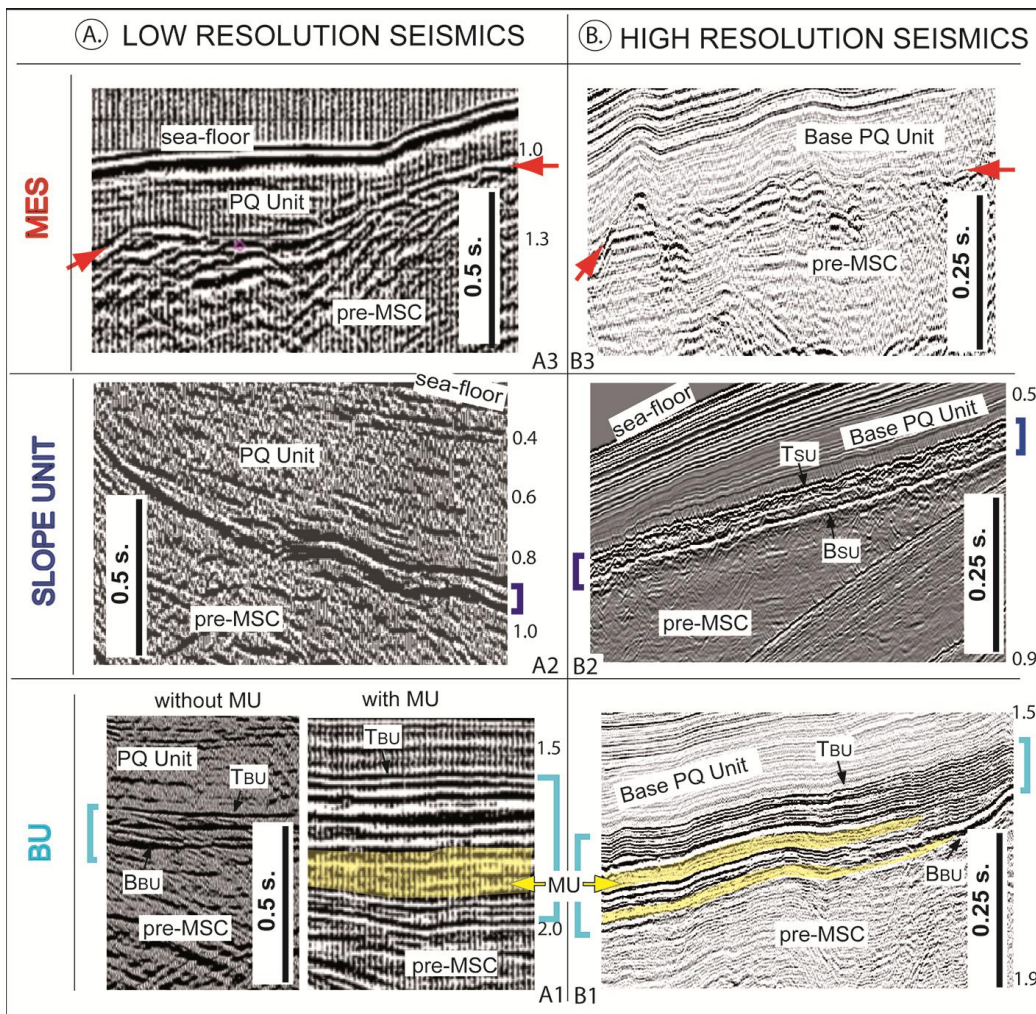 A. LOW RESOLUTION SEISMICS
B. HIGH RESOLUTION SEISMICS
MES
sea-floor
PQ Unit
pre-MSC
1.0
1.3
0.5 s.
A3
Base PQ Unit
pre-MSC
0.25 s.
B3
SLOPE UNIT
sea-floor
PQ Unit
pre-MSC
0.5 s.
0.4
0.6
0.8
1.0
A2
sea-floor
Base PQ Unit
TSU
BSU
pre-MSC
0.25 s.
0.5
0.9
B2
BU
without MU
PQ Unit
TBU
BBU
pre-MSC
0.5 s.
with MU
TBU
1.5
MU
2.0
pre-MSC
A1
Base PQ Unit
TBU
BBU
pre-MSC
1.5
0.25 s.
1.9
B1